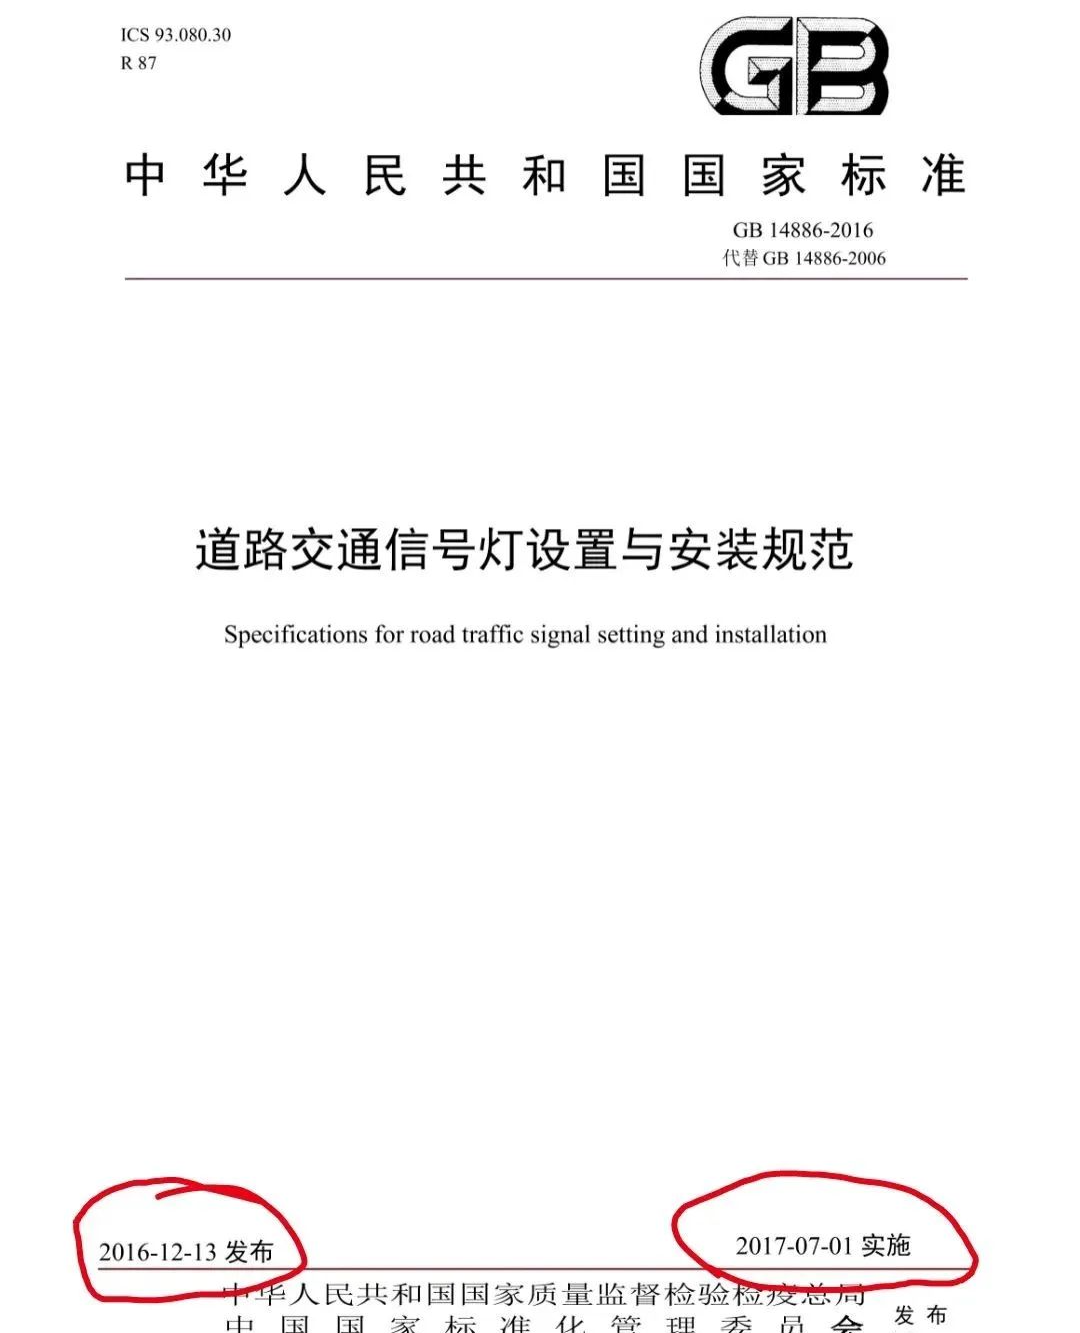 ICS 93.080.30
R 87
GB
中华人民共和国国家标准
GB 14886-2016
代替 GB 14886-2006
道路交通信号灯设置与安装规范
Specifications for road traffic signal setting and installation
2016-12-13 发布
2017-07-01 实施
中华人民共和国国家质量监督检验检疫总局
中国国家标准化管理委员会
发布